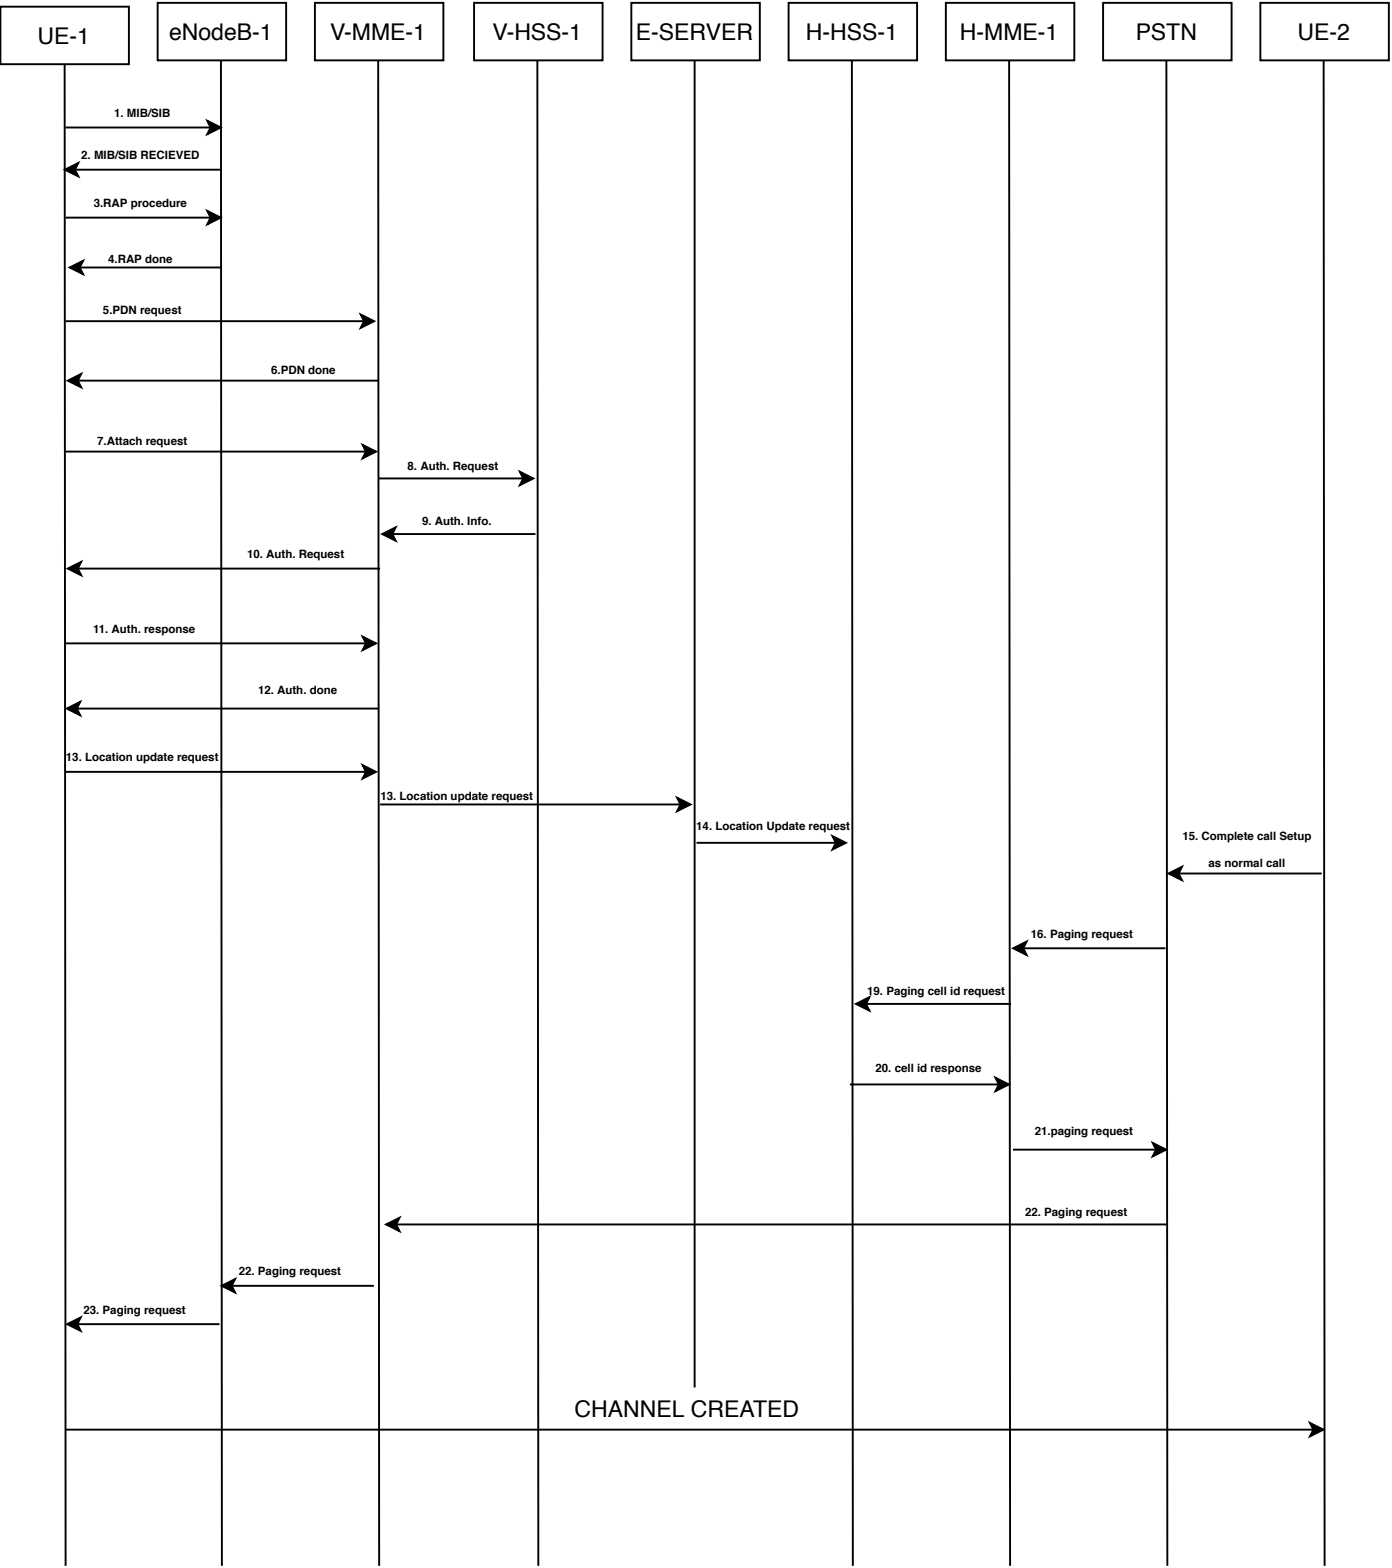 UE-1
eNodeB-1
V-MME-1
V-HSS-1
E-SERVER
H-HSS-1
H-MME-1
PSTN
UE-2
1. MIB/SIB
2. MIB/SIB RECIEVED
3.RAP procedure
4.RAP done
5.PDN request
6.PDN done
7.Attach request
8. Auth. Request
9. Auth. Info.
10. Auth. Request
11. Auth. response
12. Auth. done
13. Location update request
13. Location update request
14. Location Update request
15. Complete call Setup
as normal call
16. Paging request
19. Paging cell id request
20. cell id response
21.paging request
22. Paging request
22. Paging request
23. Paging request
CHANNEL CREATED